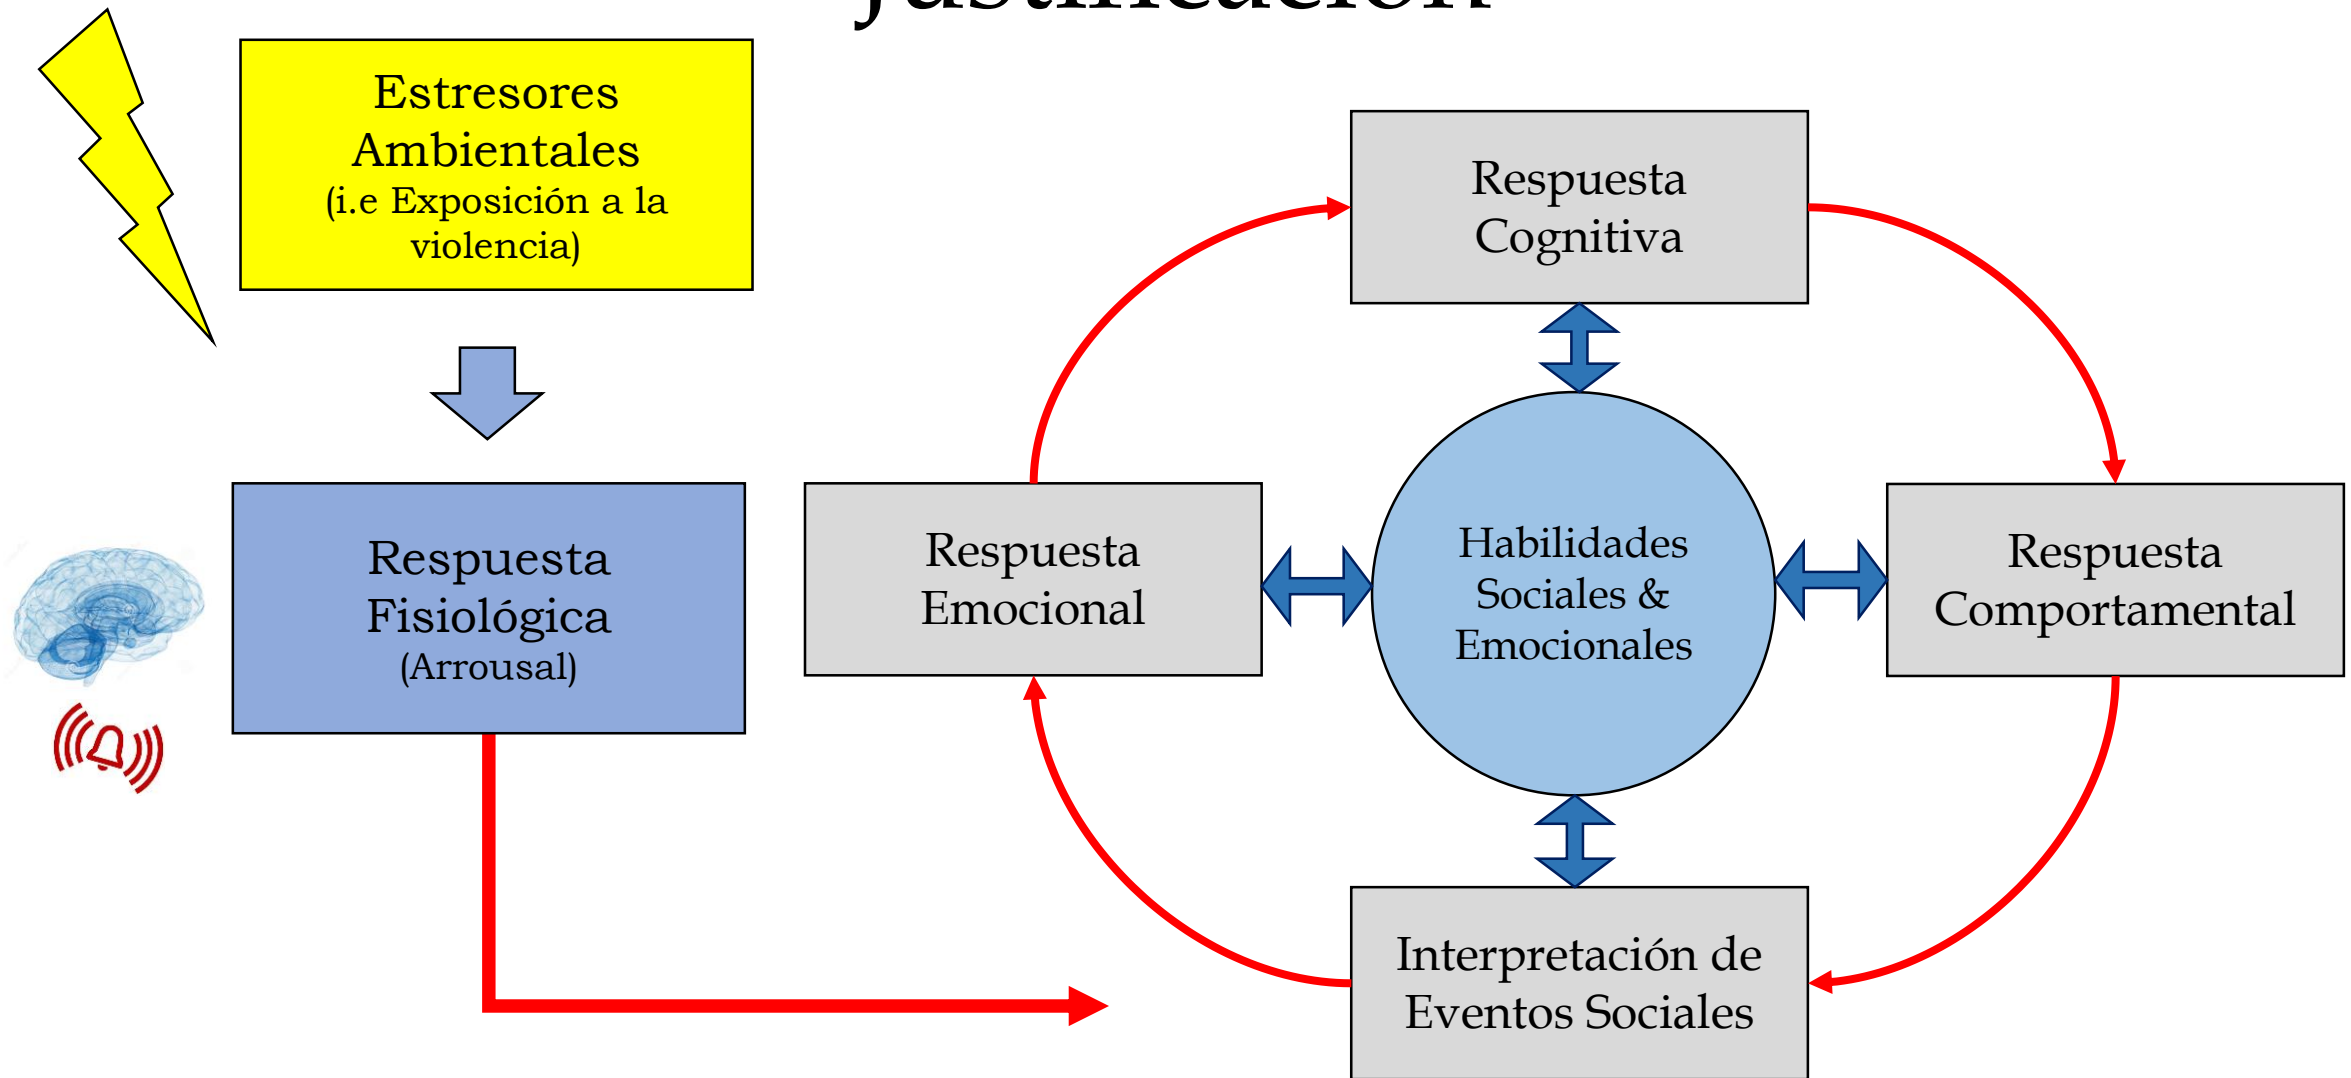 Justificación
Estresores
Ambientales
(i.e Exposición a la
violencia)
Respuesta
Fisiológica
(Arrousal)
Respuesta
Cognitiva
Respuesta
Emocional
Habilidades
Sociales &
Emocionales
Respuesta
Comportamental
Interpretación de
Eventos Sociales